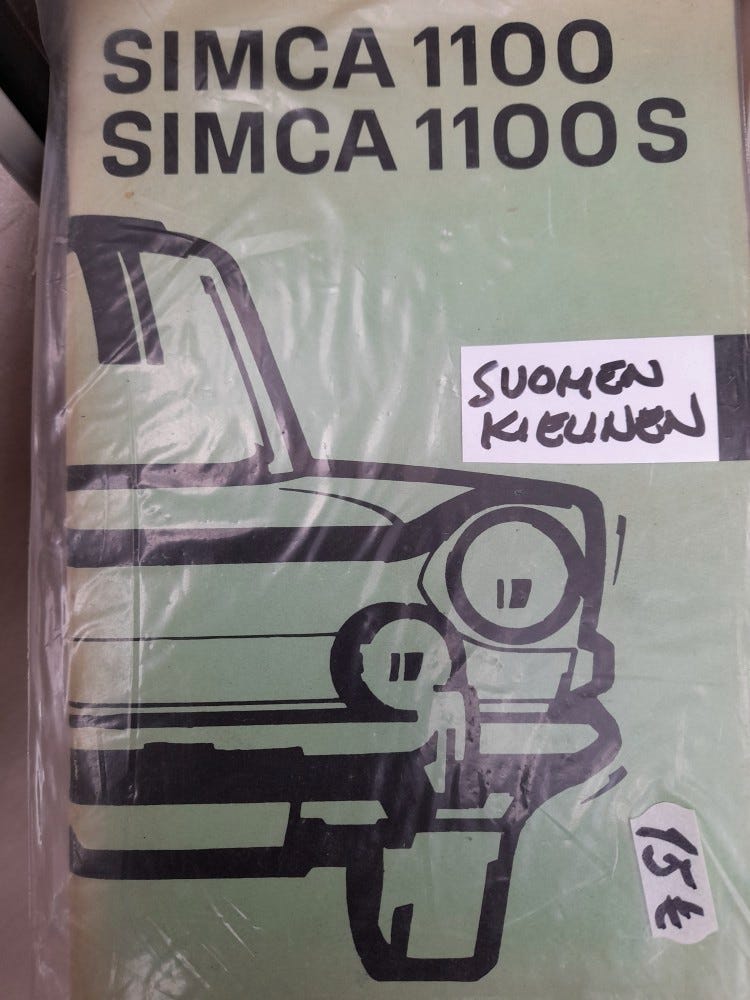 SIMCA 1100
SIMCA 1100 S
SUOMEN
KIELINEN
15€